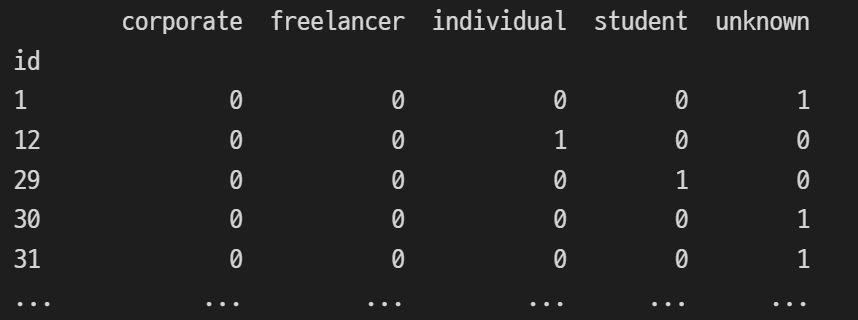 corporate freelancer individual student unknown
id
1 0 0 0 0 1
12 0 0 1 0 0
29 0 0 0 1 0
30 0 0 0 0 1
31 0 0 0 0 1
... ... ... ... ... ...